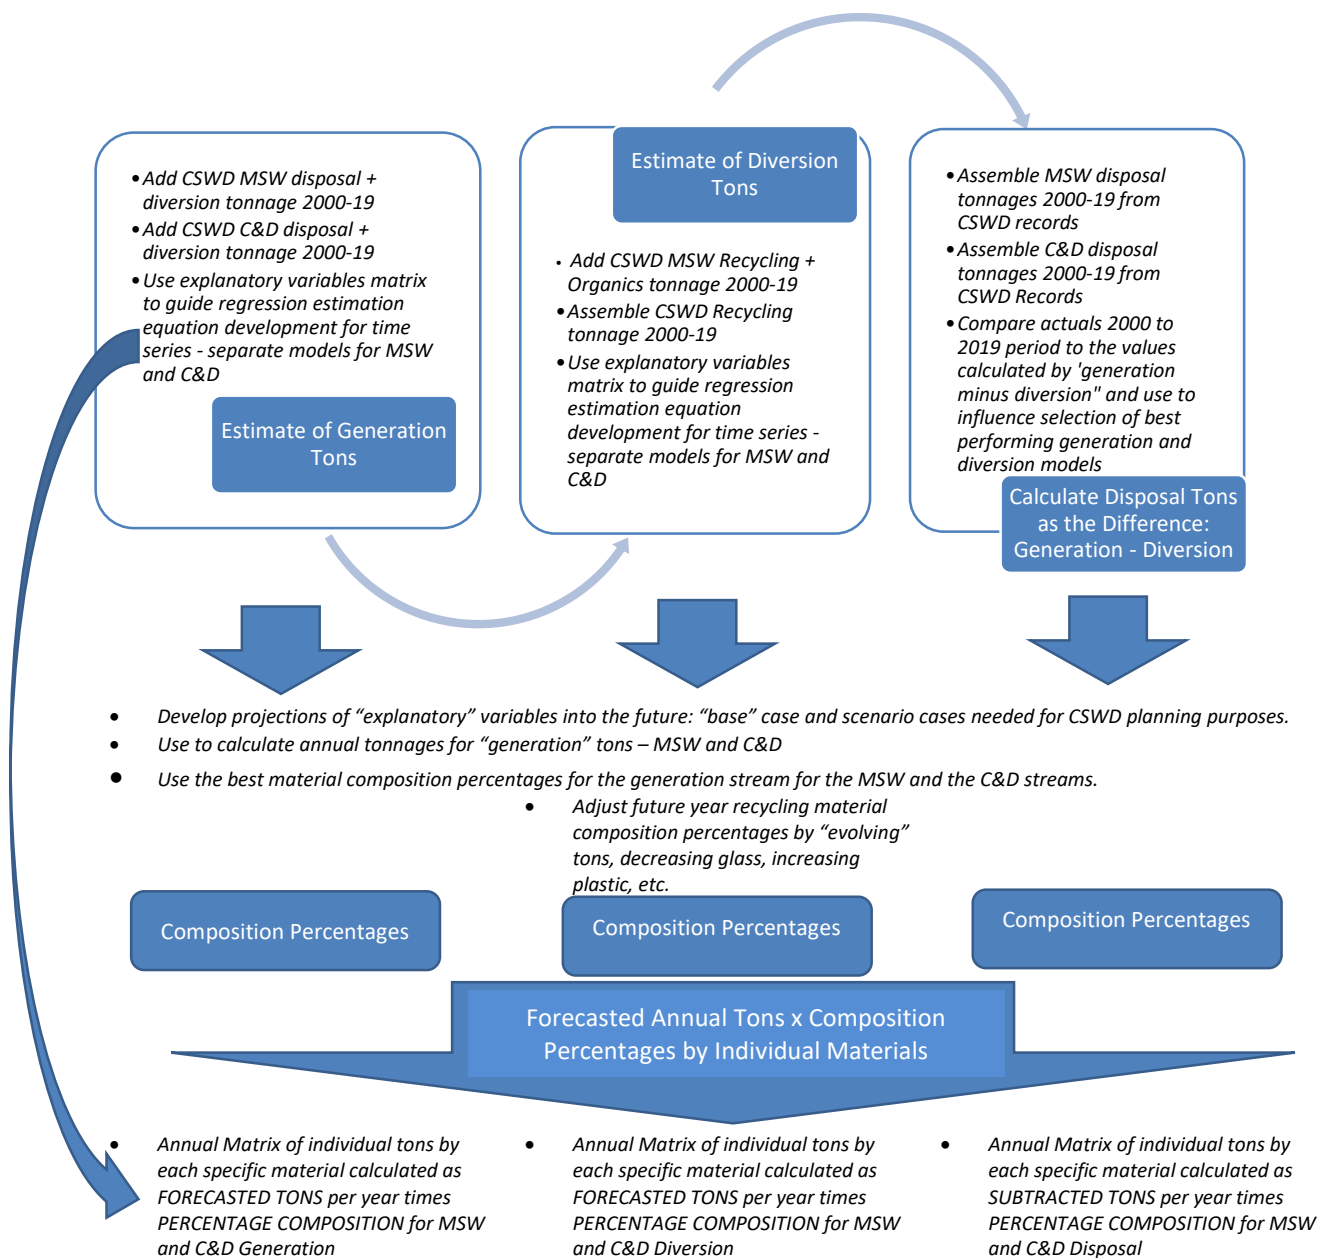 •Add CSWD MSW disposal +
diversion tonnage 2000-19
•Add CSWD C&D disposal +
diversion tonnage 2000-19
•Use explanatory variables matrix
to guide regression estimation
equation development for time
series - separate models for MSW
and C&D
Estimate of Generation
Tons
Estimate of Diversion
Tons
• Add CSWD MSW Recycling +
Organics tonnage 2000-19
•Assemble CSWD Recycling
tonnage 2000-19
•Use explanatory variables
matrix to guide regression
estimation equation
development for time series -
separate models for MSW and
C&D
•Assemble MSW disposal
tonnages 2000-19 from
CSWD records
•Assemble C&D disposal
tonnages 2000-19 from
CSWD Records
•Compare actuals 2000 to
2019 period to the values
calculated by 'generation
minus diversion" and use to
influence selection of best
performing generation and
diversion models
Calculate Disposal Tons
as the Difference:
Generation - Diversion
• Develop projections of “explanatory” variables into the future: “base” case and scenario cases needed for CSWD planning purposes.
• Use to calculate annual tonnages for “generation” tons – MSW and C&D
• Use the best material composition percentages for the generation stream for the MSW and the C&D streams.
• Adjust future year recycling material
composition percentages by “evolving”
tons, decreasing glass, increasing
plastic, etc.
Composition Percentages
Composition Percentages
Composition Percentages
Forecasted Annual Tons x Composition
Percentages by Individual Materials
• Annual Matrix of individual tons by
each specific material calculated as
FORECASTED TONS per year times
PERCENTAGE COMPOSITION for MSW
and C&D Generation
• Annual Matrix of individual tons by
each specific material calculated as
FORECASTED TONS per year times
PERCENTAGE COMPOSITION for MSW
and C&D Diversion
• Annual Matrix of individual tons by
each specific material calculated as
SUBTRACTED TONS per year times
PERCENTAGE COMPOSITION for MSW
and C&D Disposal